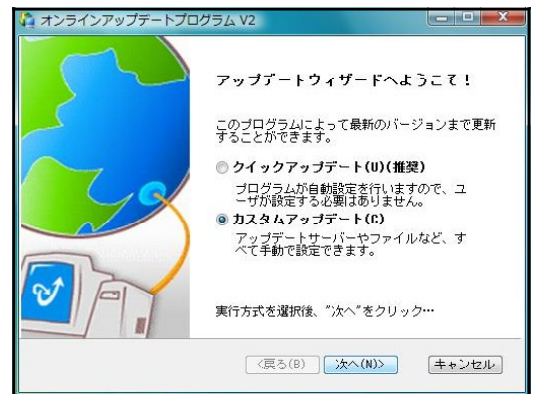 オンラインアップデートプログラム V2
アップデートウィザードへようこそ！
このプログラムによって最新のバージョンまで更新
することができます。
クイックアップデート(U)(推奨)
プログラムが自動設定を行いますので、ユ
ーザが設定する必要はありません。
カスタムアップデート(C)
アップデートサーバーやファイルなど、す
べて手動で設定できます。
実行方式を選択後、"次へ"をクリック…
<戻る(B)
次へ(N)>
キャンセル